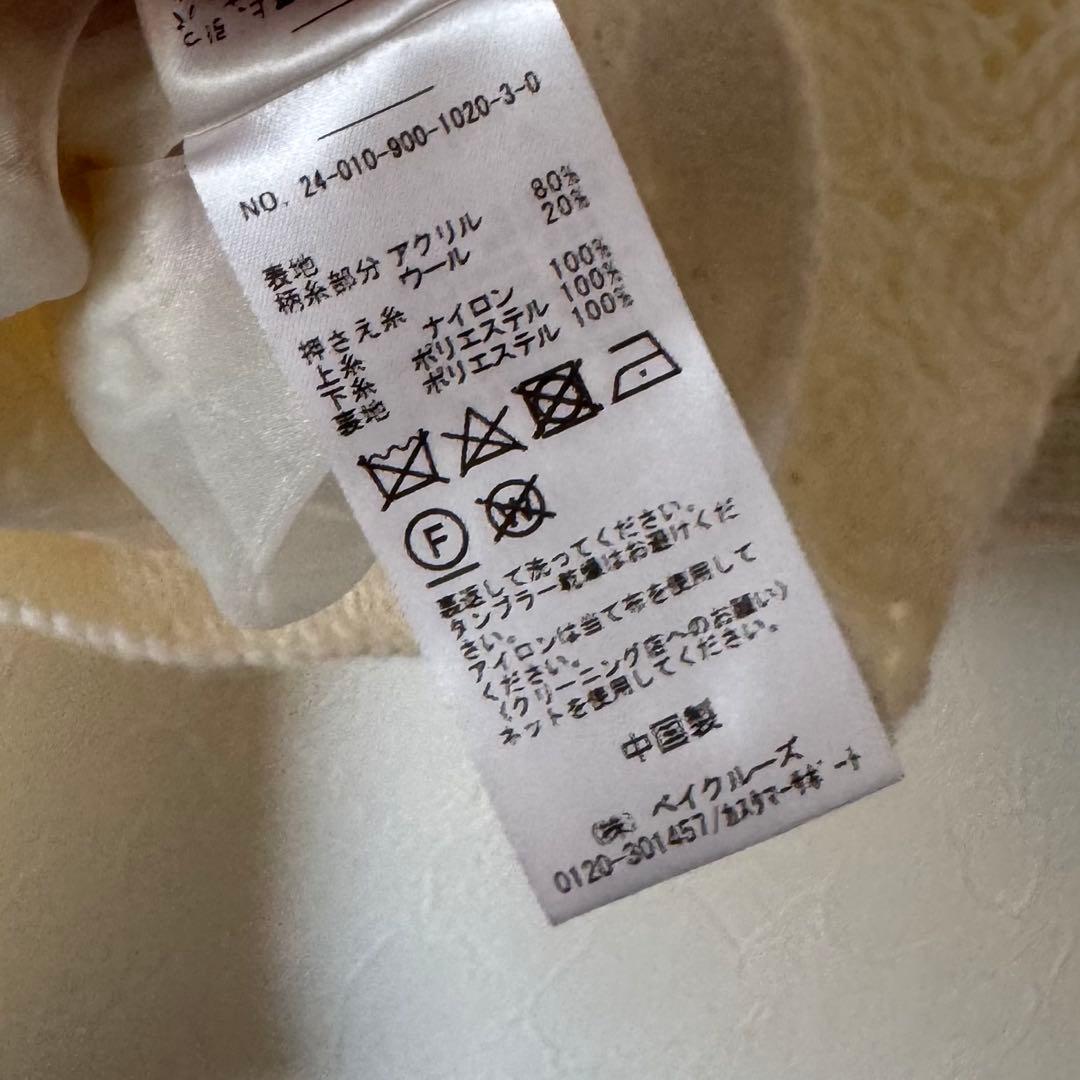 NO. 24-010-900-1020-3-0
表地
柄糸部分 アクリル 80%
ウール 20%
押さえ糸 ナイロン 100%
上糸 ポリエステル 100%
下糸 ポリエステル 100%
裏地
F
W
裏返して洗ってください。
タンブラー乾燥はお避けくだ
さい。
アイロンは当て布を使用して
ください。
(クリーニング店へのお願い)
ネットを使用してください。
中国製
(株) ベイクルーズ
0120-301457/カスタマーサポート